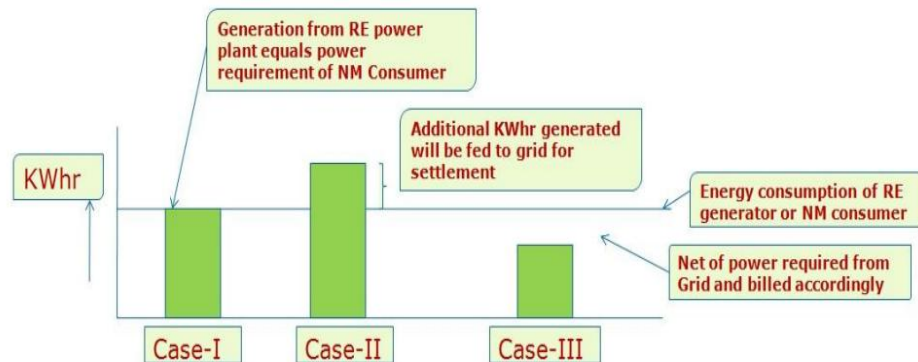 Generation from RE power
plant equals power
requirement of NM Consumer
Additional KWhr generated
will be fed to grid for
settlement
KWhr
Energy consumption of RE
generator or NM consumer
Net of power required from
Grid and billed accordingly
Case-I
Case-II
Case-III